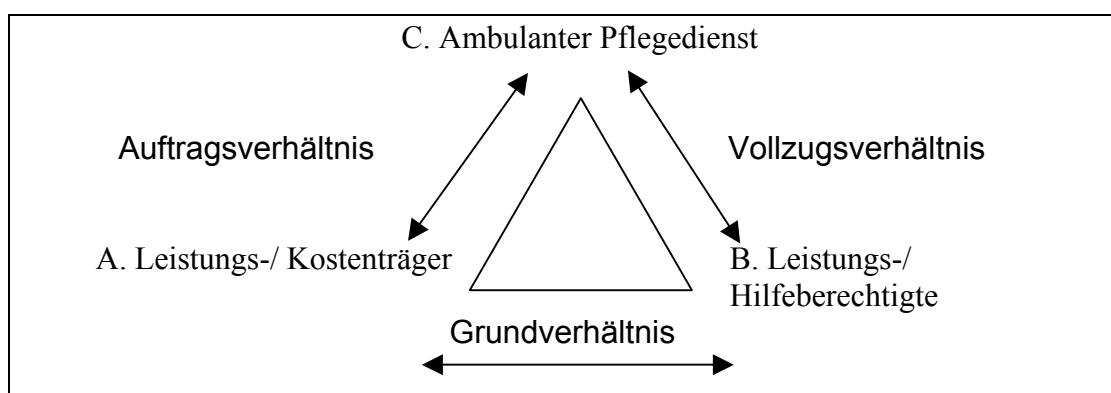 C. Ambulanter Pflegedienst
Auftragsverhältnis
Vollzugsverhältnis
A. Leistungs-/ Kostenträger
B. Leistungs-/
Hilfeberechtigte
Grundverhältnis